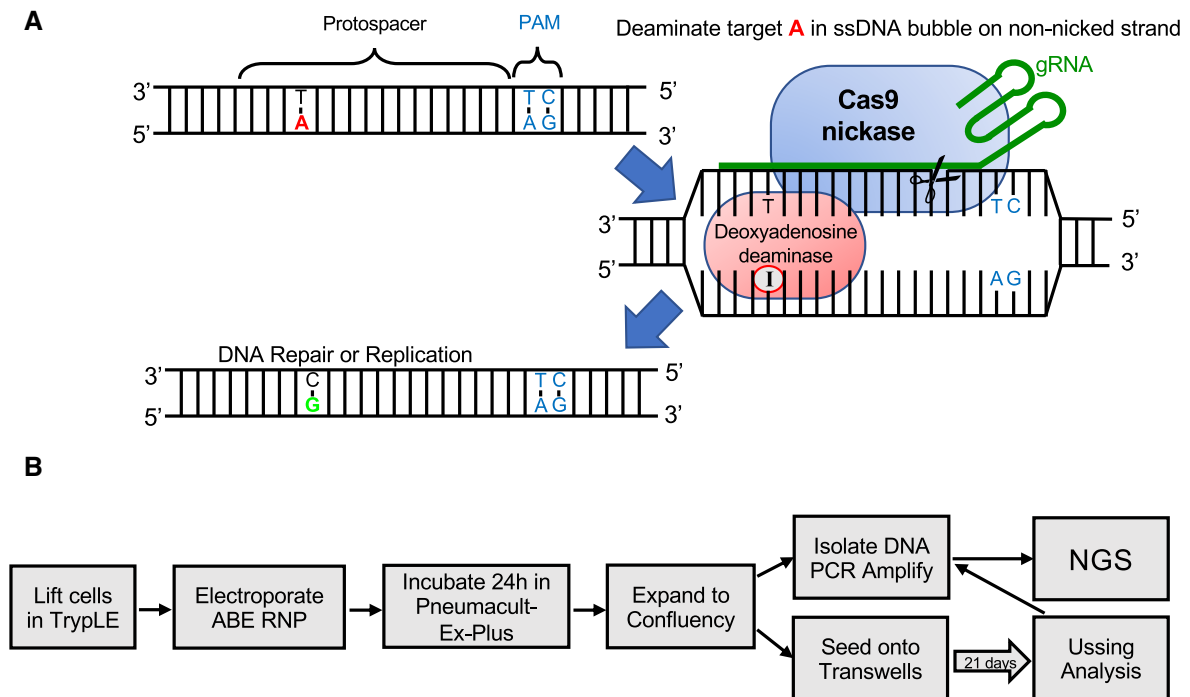 A
Protospacer
PAM
3’
T
T C
5’
5’
A
A G
3’
Deaminate target A in ssDNA bubble on non-nicked strand
gRNA
Cas9
nickase
T
T C
3’
5’
Deoxyadenosine
deaminase
5’
3’
I
A G
DNA Repair or Replication
3’
C
T C
5’
5’
G
A G
3’
B
Lift cells
in TrypLE
Electroporate
ABE RNP
Incubate 24h in
Pneumacult-
Ex-Plus
Expand to
Confluency
Isolate DNA
PCR Amplify
NGS
Seed onto
Transwells
21 days
Ussing
Analysis